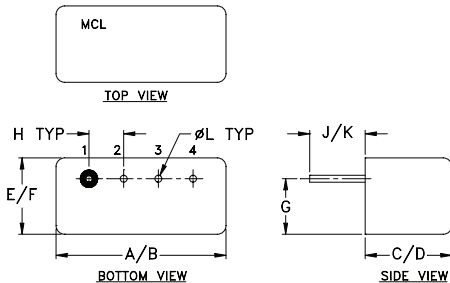 MCL
TOP VIEW
H TYP
øL TYP
J/K
1 2 3 4
E/F
G
A/B
C/D
BOTTOM VIEW
SIDE VIEW